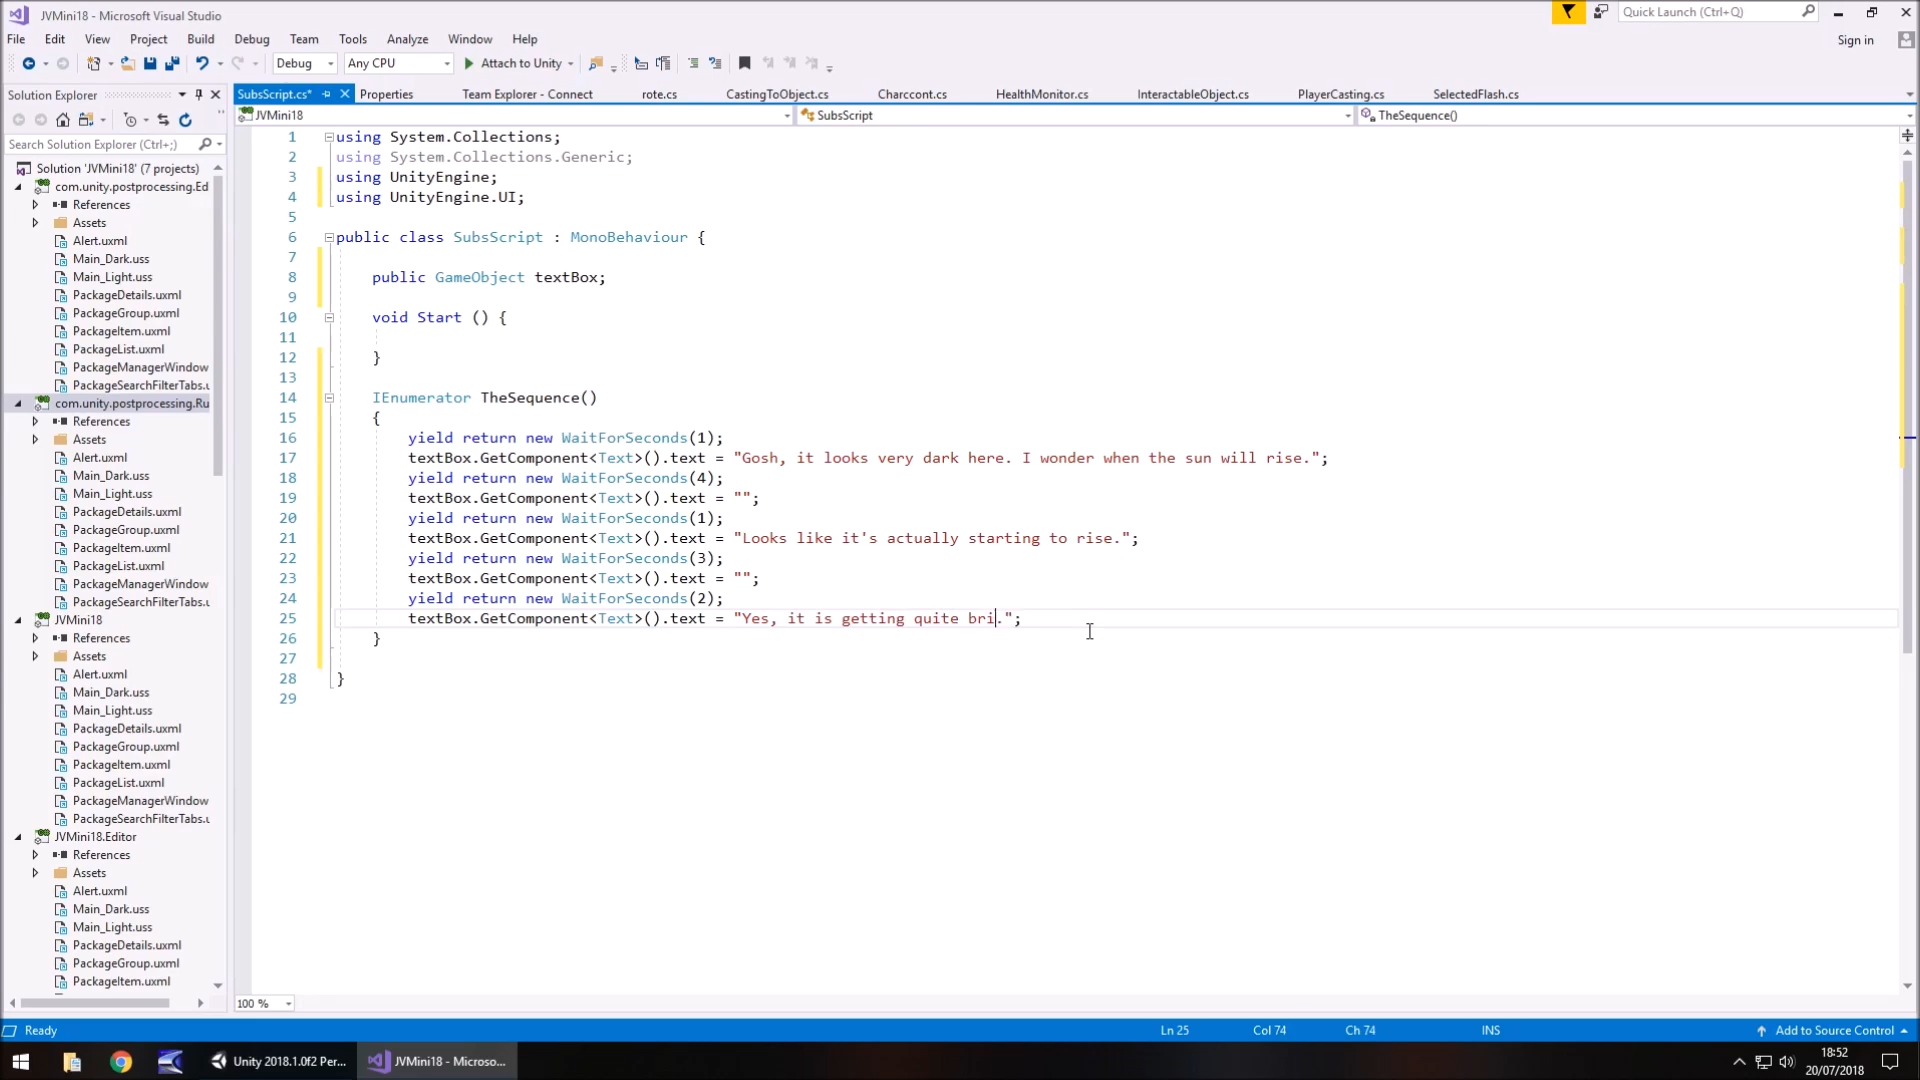 JVMini18 - Microsoft Visual Studio
Quick Launch (Ctrl+Q)
File Edit View Project Build Debug Team Tools Analyze Window Help
Sign in
Debug Any CPU Attach to Unity
Solution Explorer
SubsScript.cs* Properties Team Explorer - Connect rote.cs CastingToObject.cs Charccont.cs HealthMonitor.cs InteractableObject.cs PlayerCasting.cs SelectedFlash.cs
JVMini18 SubsScript TheSequence()
Search Solution Explorer (Ctrl+;)
Solution 'JVMini18' (7 projects)
com.unity.postprocessing.Ed
References
Assets
Alert.uxml
Main_Dark.uss
Main_Light.uss
PackageDetails.uxml
PackageGroup.uxml
PackageItem.uxml
PackageList.uxml
PackageManagerWindow
PackageSearchFilterTabs.u
com.unity.postprocessing.Ru
References
Assets
Alert.uxml
Main_Dark.uss
Main_Light.uss
PackageDetails.uxml
PackageGroup.uxml
PackageItem.uxml
PackageList.uxml
PackageManagerWindow
PackageSearchFilterTabs.u
JVMini18
References
Assets
Alert.uxml
Main_Dark.uss
Main_Light.uss
PackageDetails.uxml
PackageGroup.uxml
PackageItem.uxml
PackageList.uxml
PackageManagerWindow
PackageSearchFilterTabs.u
JVMini18.Editor
References
Assets
Alert.uxml
Main_Dark.uss
Main_Light.uss
PackageDetails.uxml
PackageGroup.uxml
PackageItem.uxml
1 using System.Collections;
2 using System.Collections.Generic;
3 using UnityEngine;
4 using UnityEngine.UI;
5
6 public class SubsScript : MonoBehaviour {
7
8 public GameObject textBox;
9
10 void Start () {
11
12 }
13
14 IEnumerator TheSequence()
15 {
16 yield return new WaitForSeconds(1);
17 textBox.GetComponent<Text>().text = "Gosh, it looks very dark here. I wonder when the sun will rise.";
18 yield return new WaitForSeconds(4);
19 textBox.GetComponent<Text>().text = "";
20 yield return new WaitForSeconds(1);
21 textBox.GetComponent<Text>().text = "Looks like it's actually starting to rise.";
22 yield return new WaitForSeconds(3);
23 textBox.GetComponent<Text>().text = "";
24 yield return new WaitForSeconds(2);
25 textBox.GetComponent<Text>().text = "Yes, it is getting quite bri.";
26 }
27
28 }
29
100 %
Ready Ln 25 Col 74 Ch 74 INS Add to Source Control
Unity 2018.1.0f2 Per... JVMini18 - Microso...
18:52
20/07/2018